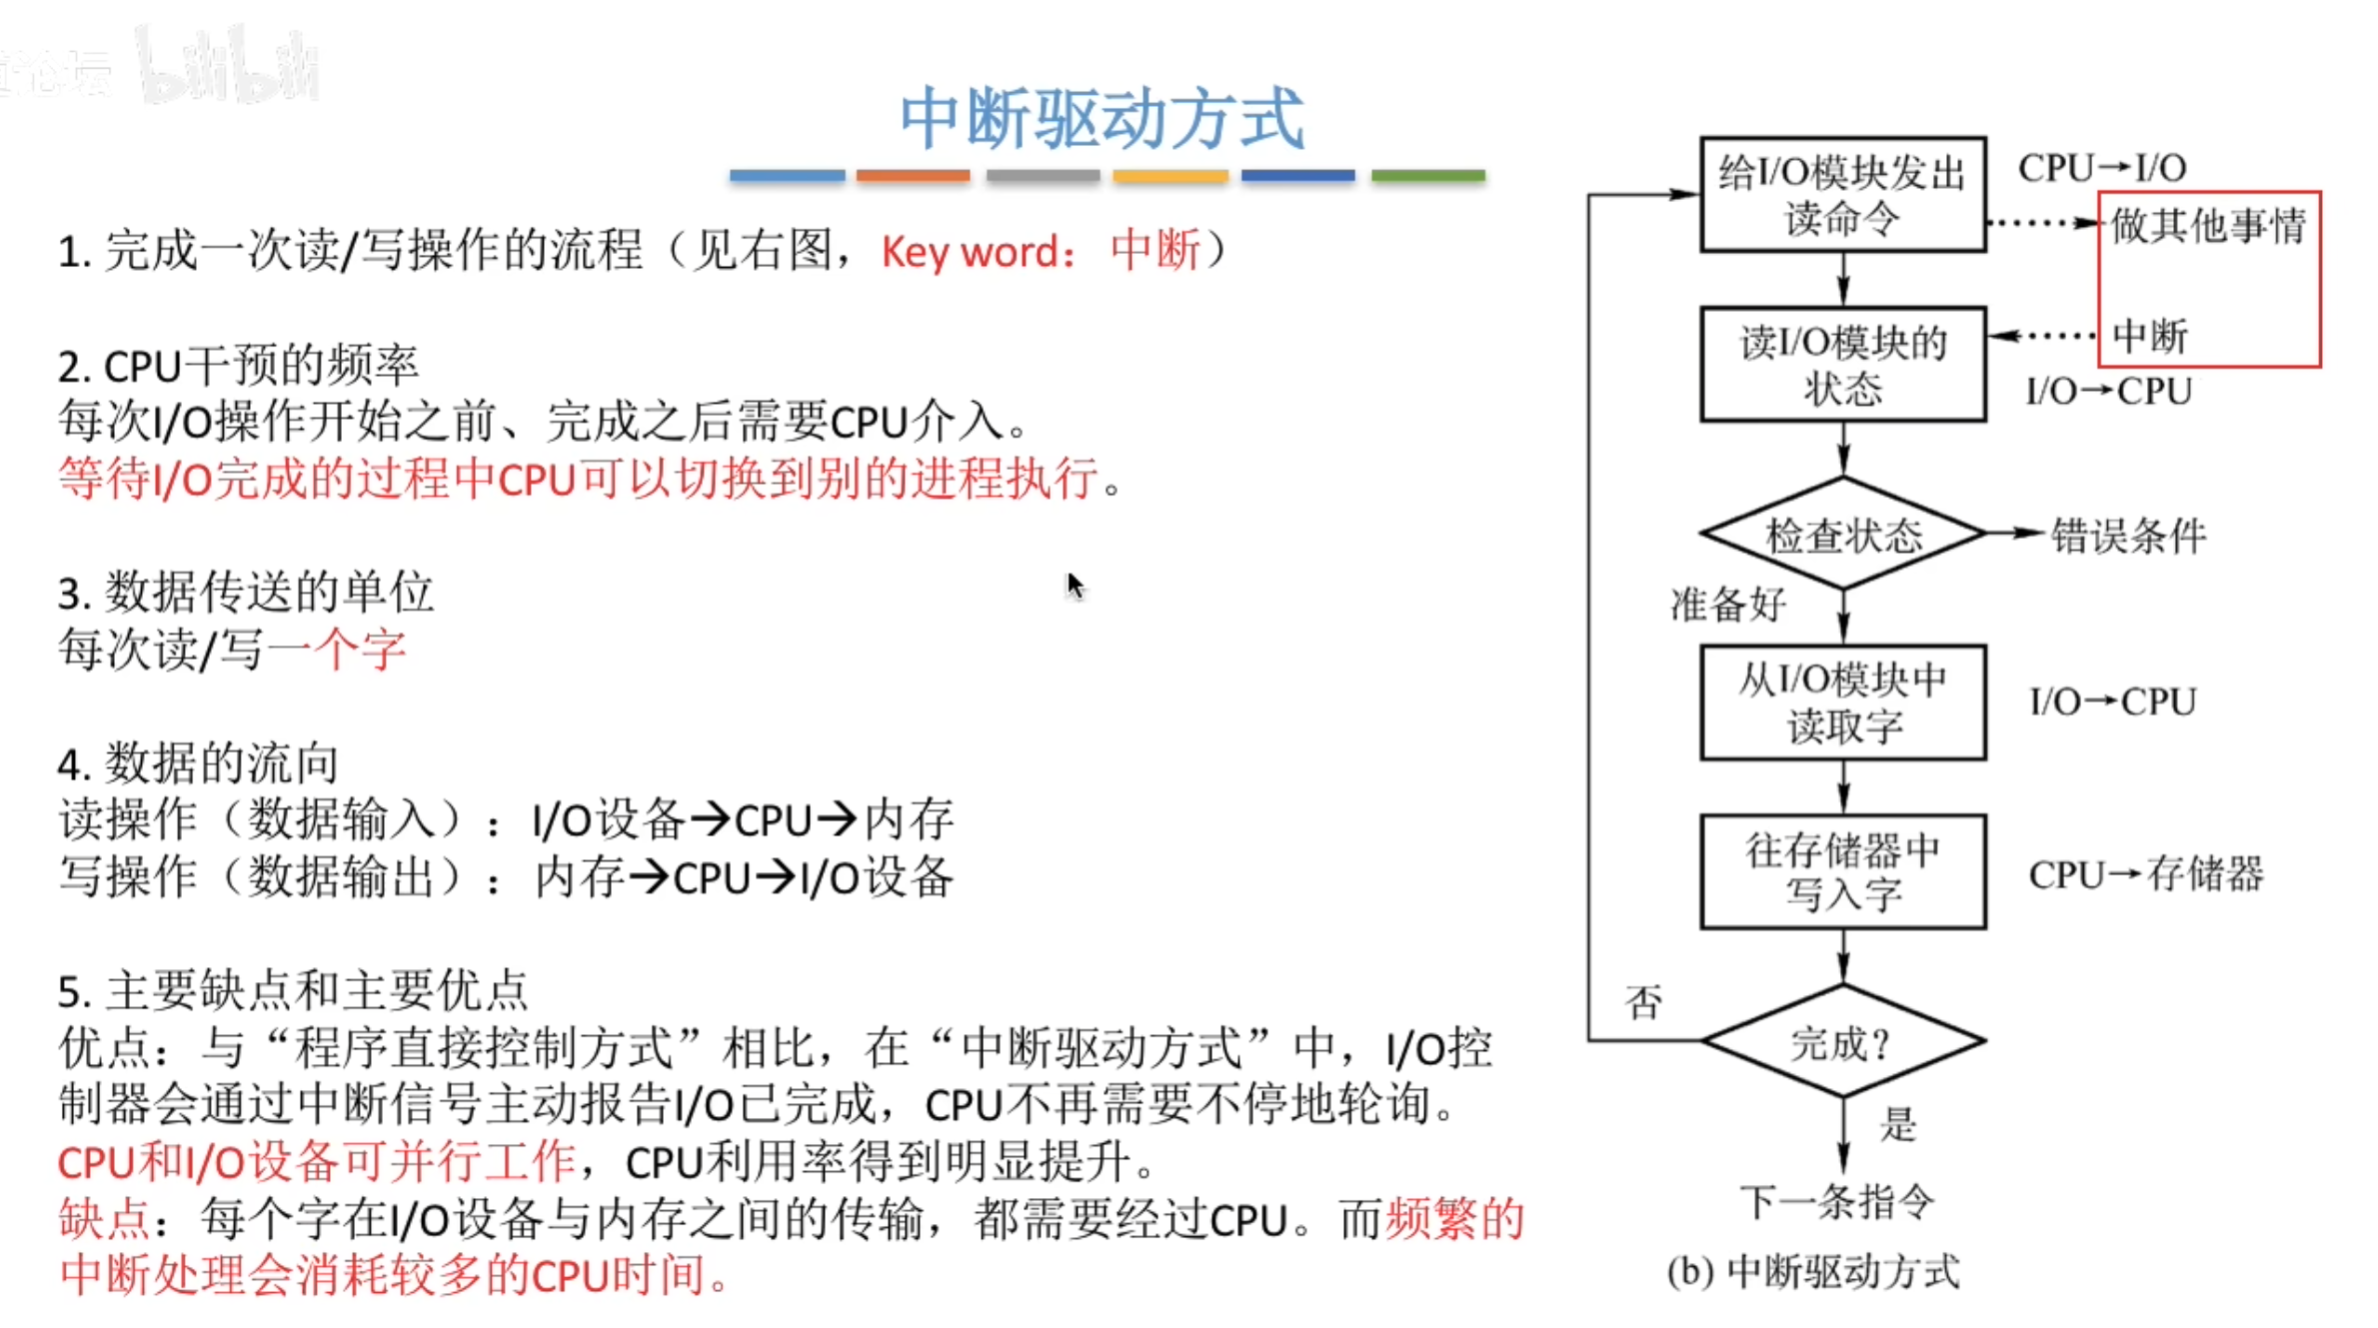 论坛 bilibili
中断驱动方式
1. 完成一次读/写操作的流程（见右图，Key word：中断）
2. CPU干预的频率
每次I/O操作开始之前、完成之后需要CPU介入。
等待I/O完成的过程中CPU可以切换到别的进程执行。
3. 数据传送的单位
每次读/写一个字
4. 数据的流向
读操作（数据输入）：I/O设备→CPU→内存
写操作（数据输出）：内存→CPU→I/O设备
5. 主要缺点和主要优点
优点：与“程序直接控制方式”相比，在“中断驱动方式”中，I/O控
制器会通过中断信号主动报告I/O已完成，CPU不再需要不停地轮询。
CPU和I/O设备可并行工作，CPU利用率得到明显提升。
缺点：每个字在I/O设备与内存之间的传输，都需要经过CPU。而频繁的
中断处理会消耗较多的CPU时间。
给I/O模块发出
读命令
CPU→I/O
做其他事情
读I/O模块的
状态
中断
I/O→CPU
检查状态
错误条件
准备好
从I/O模块中
读取字
I/O→CPU
往存储器中
写入字
CPU→存储器
否
完成?
是
下一条指令
(b) 中断驱动方式